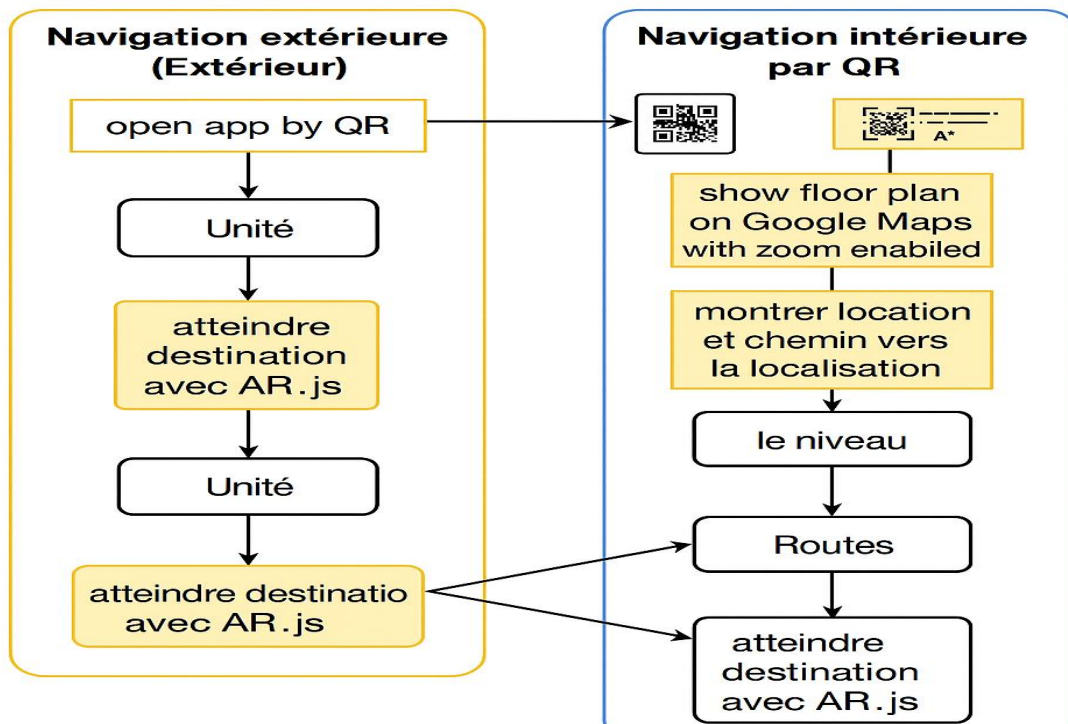 Navigation extérieure
(Extérieur)
open app by QR
Unité
atteindre
destination
avec AR.js
Unité
atteindre destinatio
avec AR.js
Navigation intérieure
par QR
A*
show floor plan
on Google Maps
with zoom enabiled
montrer location
et chemin vers
la localisation
le niveau
Routes
atteindre
destination
avec AR.js